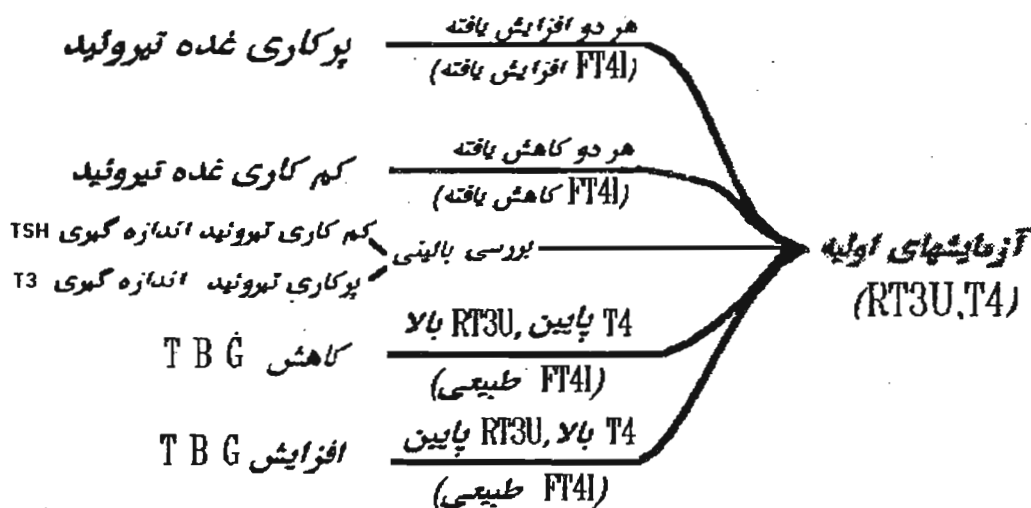 آزمایشهای اولیه
(RT3U,T4)
هر دو افزایش یافته
(FT4I افزایش یافته)
پرکاری غده تیروئید
هر دو کاهش یافته
(FT4I کاهش یافته)
کم کاری غده تیروئید
بررسی بالینی
کم کاری تیروئید اندازه گیری TSH
پرکاری تیروئید اندازه گیری T3
T4 پایین, RT3U بالا
(FT4I طبیعی)
کاهش T B G
T4 بالا, RT3U پایین
(FT4I طبیعی)
افزایش T B G